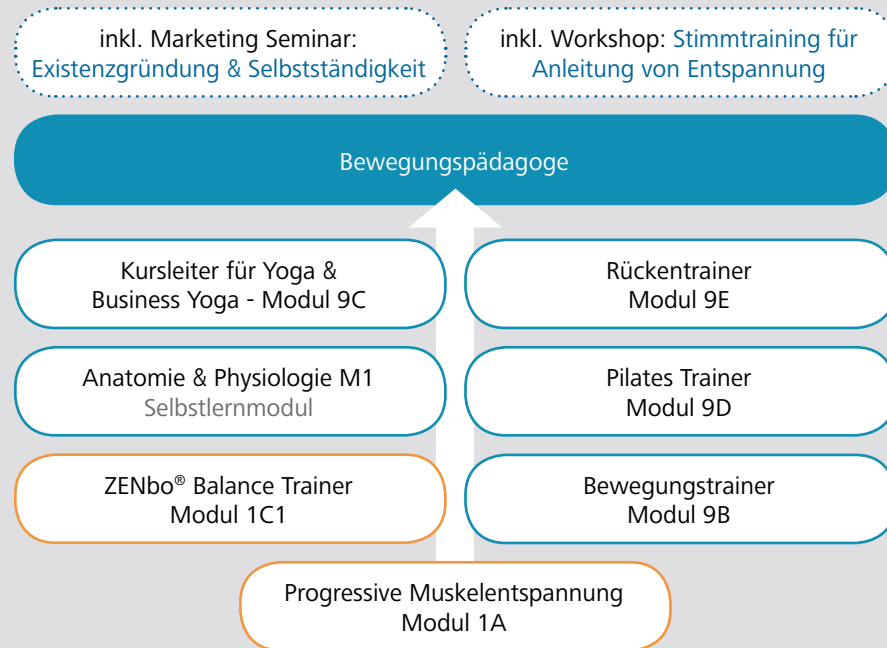 inkl. Marketing Seminar:
Existenzgründung & Selbstständigkeit
inkl. Workshop: Stimmtraining für
Anleitung von Entspannung
Bewegungspädagoge
Kursleiter für Yoga &
Business Yoga - Modul 9C
Rückentrainer
Modul 9E
Anatomie & Physiologie M1
Selbstlernmodul
Pilates Trainer
Modul 9D
ZENbo® Balance Trainer
Modul 1C1
Bewegungstrainer
Modul 9B
Progressive Muskelentspannung
Modul 1A